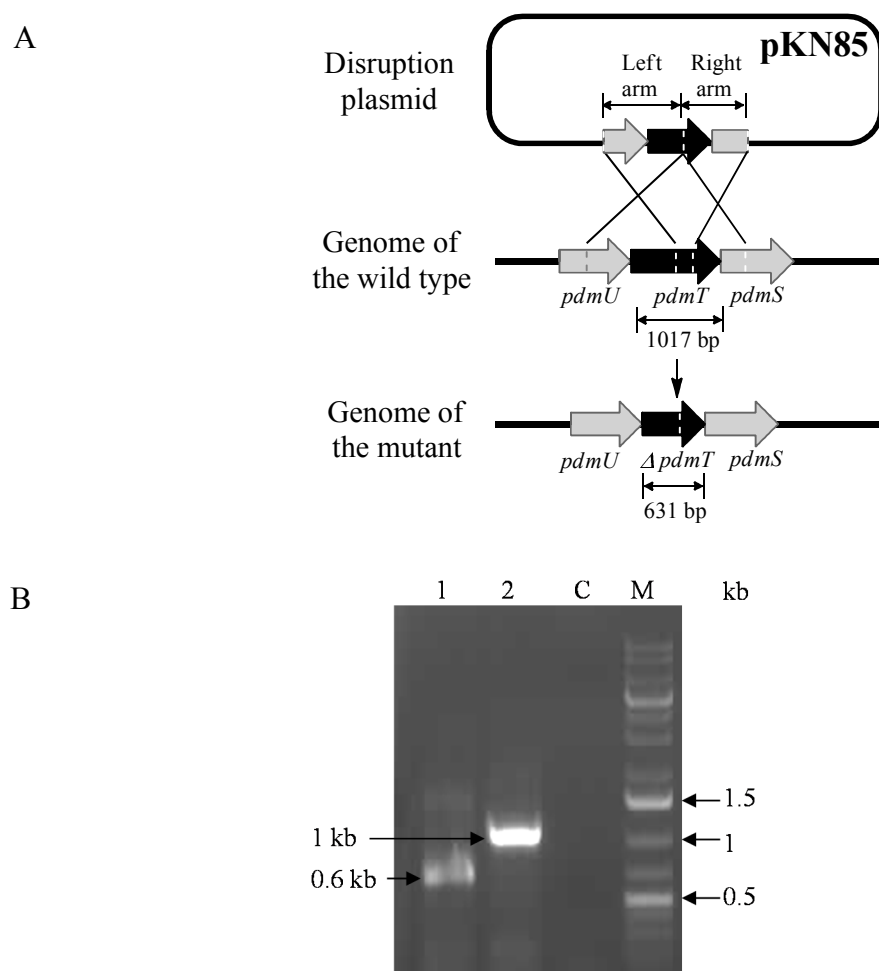 A
pKN85
Disruption
plasmid
Left
arm
Right
arm
Genome of
the wild type
pdmU pdmT pdmS
1017 bp
Genome of
the mutant
pdmU Δ pdmT pdmS
631 bp
B
1 2 C M kb
1.5
1 kb 1
0.6 kb
0.5